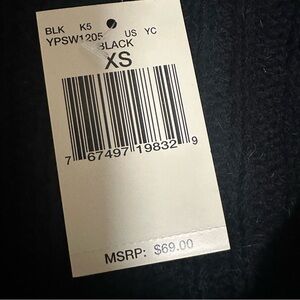 BLK K5
YPSW1205 US YC
BLACK
XS
7 67497 19832 9
MSRP: $69.00